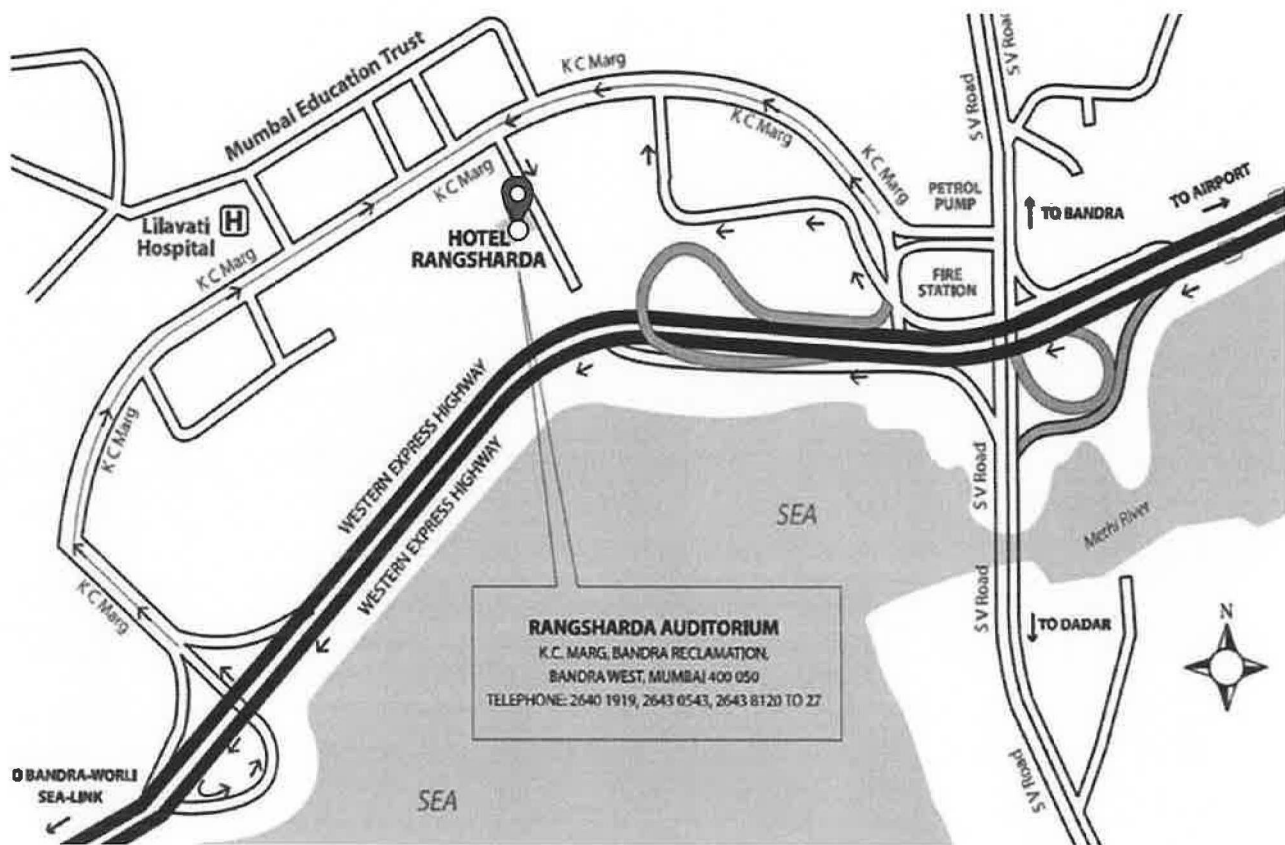 Mumbai Education Trust
K C Marg
K C Marg
K C Marg
S V Road
S V Road
K C Marg
PETROL
PUMP
TO BANDRA
TO AIRPORT
Lilavati
Hospital
H
K C Marg
K C Marg
HOTEL
RANGSHARDA
FIRE
STATION
K C Marg
WESTERN EXPRESS HIGHWAY
WESTERN EXPRESS HIGHWAY
S V Road
SEA
Methi River
K C Marg
S V Road
TO DADAR
N
RANGSHARDA AUDITORIUM
K.C. MARG, BANDRA RECLAMATION,
BANDRA WEST, MUMBAI 400 050
TELEPHONE: 2640 1919, 2643 0543, 2643 8120 TO 27
O BANDRA-WORLI
SEA-LINK
SEA
S V Road